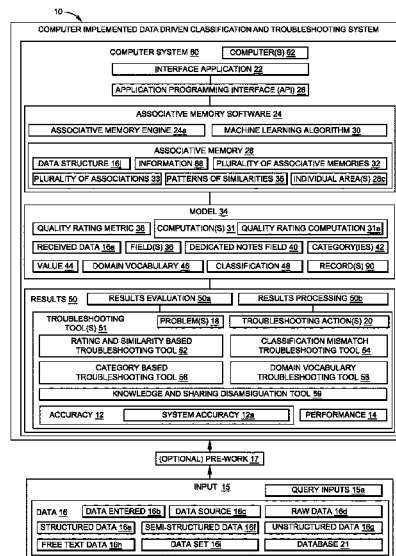 10
COMPUTER IMPLEMENTED DATA DRIVEN CLASSIFICATION AND TROUBLESHOOTING SYSTEM
COMPUTER SYSTEM 60 COMPUTER(S) 62
INTERFACE APPLICATION 22
APPLICATION PROGRAMMING INTERFACE (API) 26
ASSOCIATIVE MEMORY SOFTWARE 24
ASSOCIATIVE MEMORY ENGINE 24a MACHINE LEARNING ALGORITHM 30
ASSOCIATIVE MEMORY 28
DATA STRUCTURE 16j INFORMATION 88 PLURALITY OF ASSOCIATIVE MEMORIES 32
PLURALITY OF ASSOCIATIONS 33 PATTERNS OF SIMILARITIES 35 INDIVIDUAL AREA(S) 28c
MODEL 34
QUALITY RATING METRIC 38 COMPUTATION(S) 31 QUALITY RATING COMPUTATION 31a
RECEIVED DATA 16a FIELD(S) 36 DEDICATED NOTES FIELD 40 CATEGORY(IES) 42
VALUE 44 DOMAIN VOCABULARY 46 CLASSIFICATION 48 RECORD(S) 90
RESULTS 50 RESULTS EVALUATION 50a RESULTS PROCESSING 50b
TROUBLESHOOTING TOOL(S) 51 PROBLEM(S) 18 TROUBLESHOOTING ACTION(S) 20
RATING AND SIMILARITY BASED TROUBLESHOOTING TOOL 52 CLASSIFICATION MISMATCH TROUBLESHOOTING TOOL 54
CATEGORY BASED TROUBLESHOOTING TOOL 56 DOMAIN VOCABULARY TROUBLESHOOTING TOOL 58
KNOWLEDGE AND SHARING DISAMBIGUATION TOOL 59
ACCURACY 12 SYSTEM ACCURACY 12a PERFORMANCE 14
(OPTIONAL) PRE-WORK 17
INPUT 15 QUERY INPUTS 15a
DATA 16 DATA ENTERED 16b DATA SOURCE 16c RAW DATA 16d
STRUCTURED DATA 16e SEMI-STRUCTURED DATA 16f UNSTRUCTURED DATA 16g
FREE TEXT DATA 16h DATA SET 16i DATABASE 21